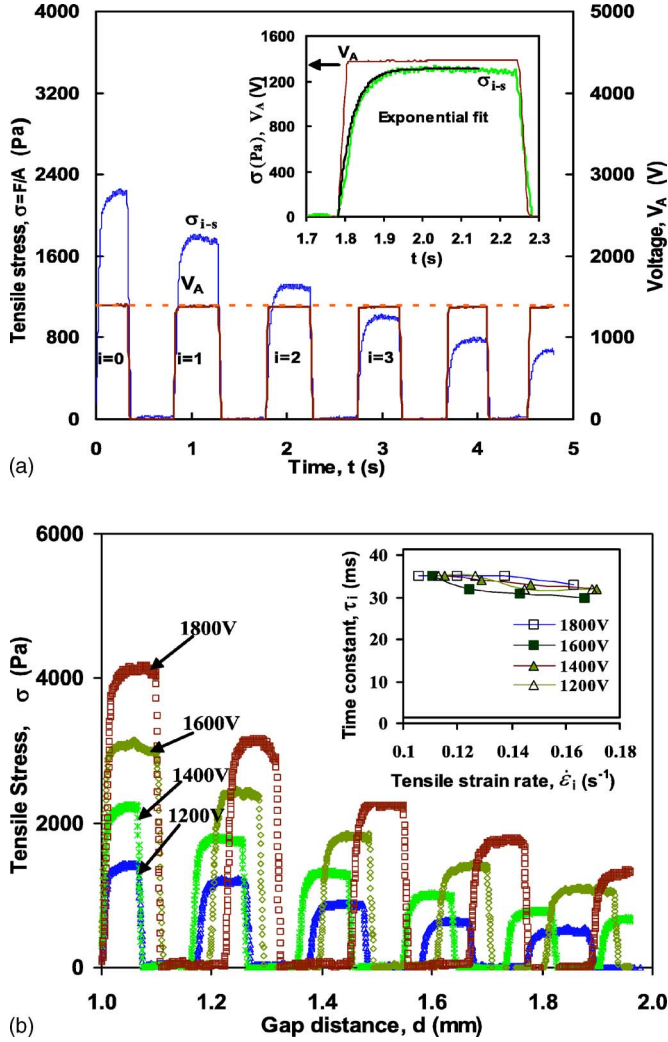 4000
3200
2400
1600
800
0
Tensile stress, σ=F/A (Pa)
5000
4000
3000
2000
1000
0
Voltage, V_A (V)
1600
1200
800
400
0
σ (Pa), V_A (V)
V_A
σ_i-s
Exponential fit
1.7 1.8 1.9 2.0 2.1 2.2 2.3
t (s)
σ_i-s
V_A
i=0 i=1 i=2 i=3
0 1 2 3 4 5
(a) Time, t (s)
6000
4000
2000
0
Tensile Stress, σ (Pa)
1800V
1600V
1400V
1200V
40
30
20
10
0
Time constant, τ_i (ms)
1800V
1600V
1400V
1200V
0.1 0.12 0.14 0.16 0.18
Tensile strain rate, ε̇_i (s⁻¹)
1.0 1.2 1.4 1.6 1.8 2.0
(b) Gap distance, d (mm)